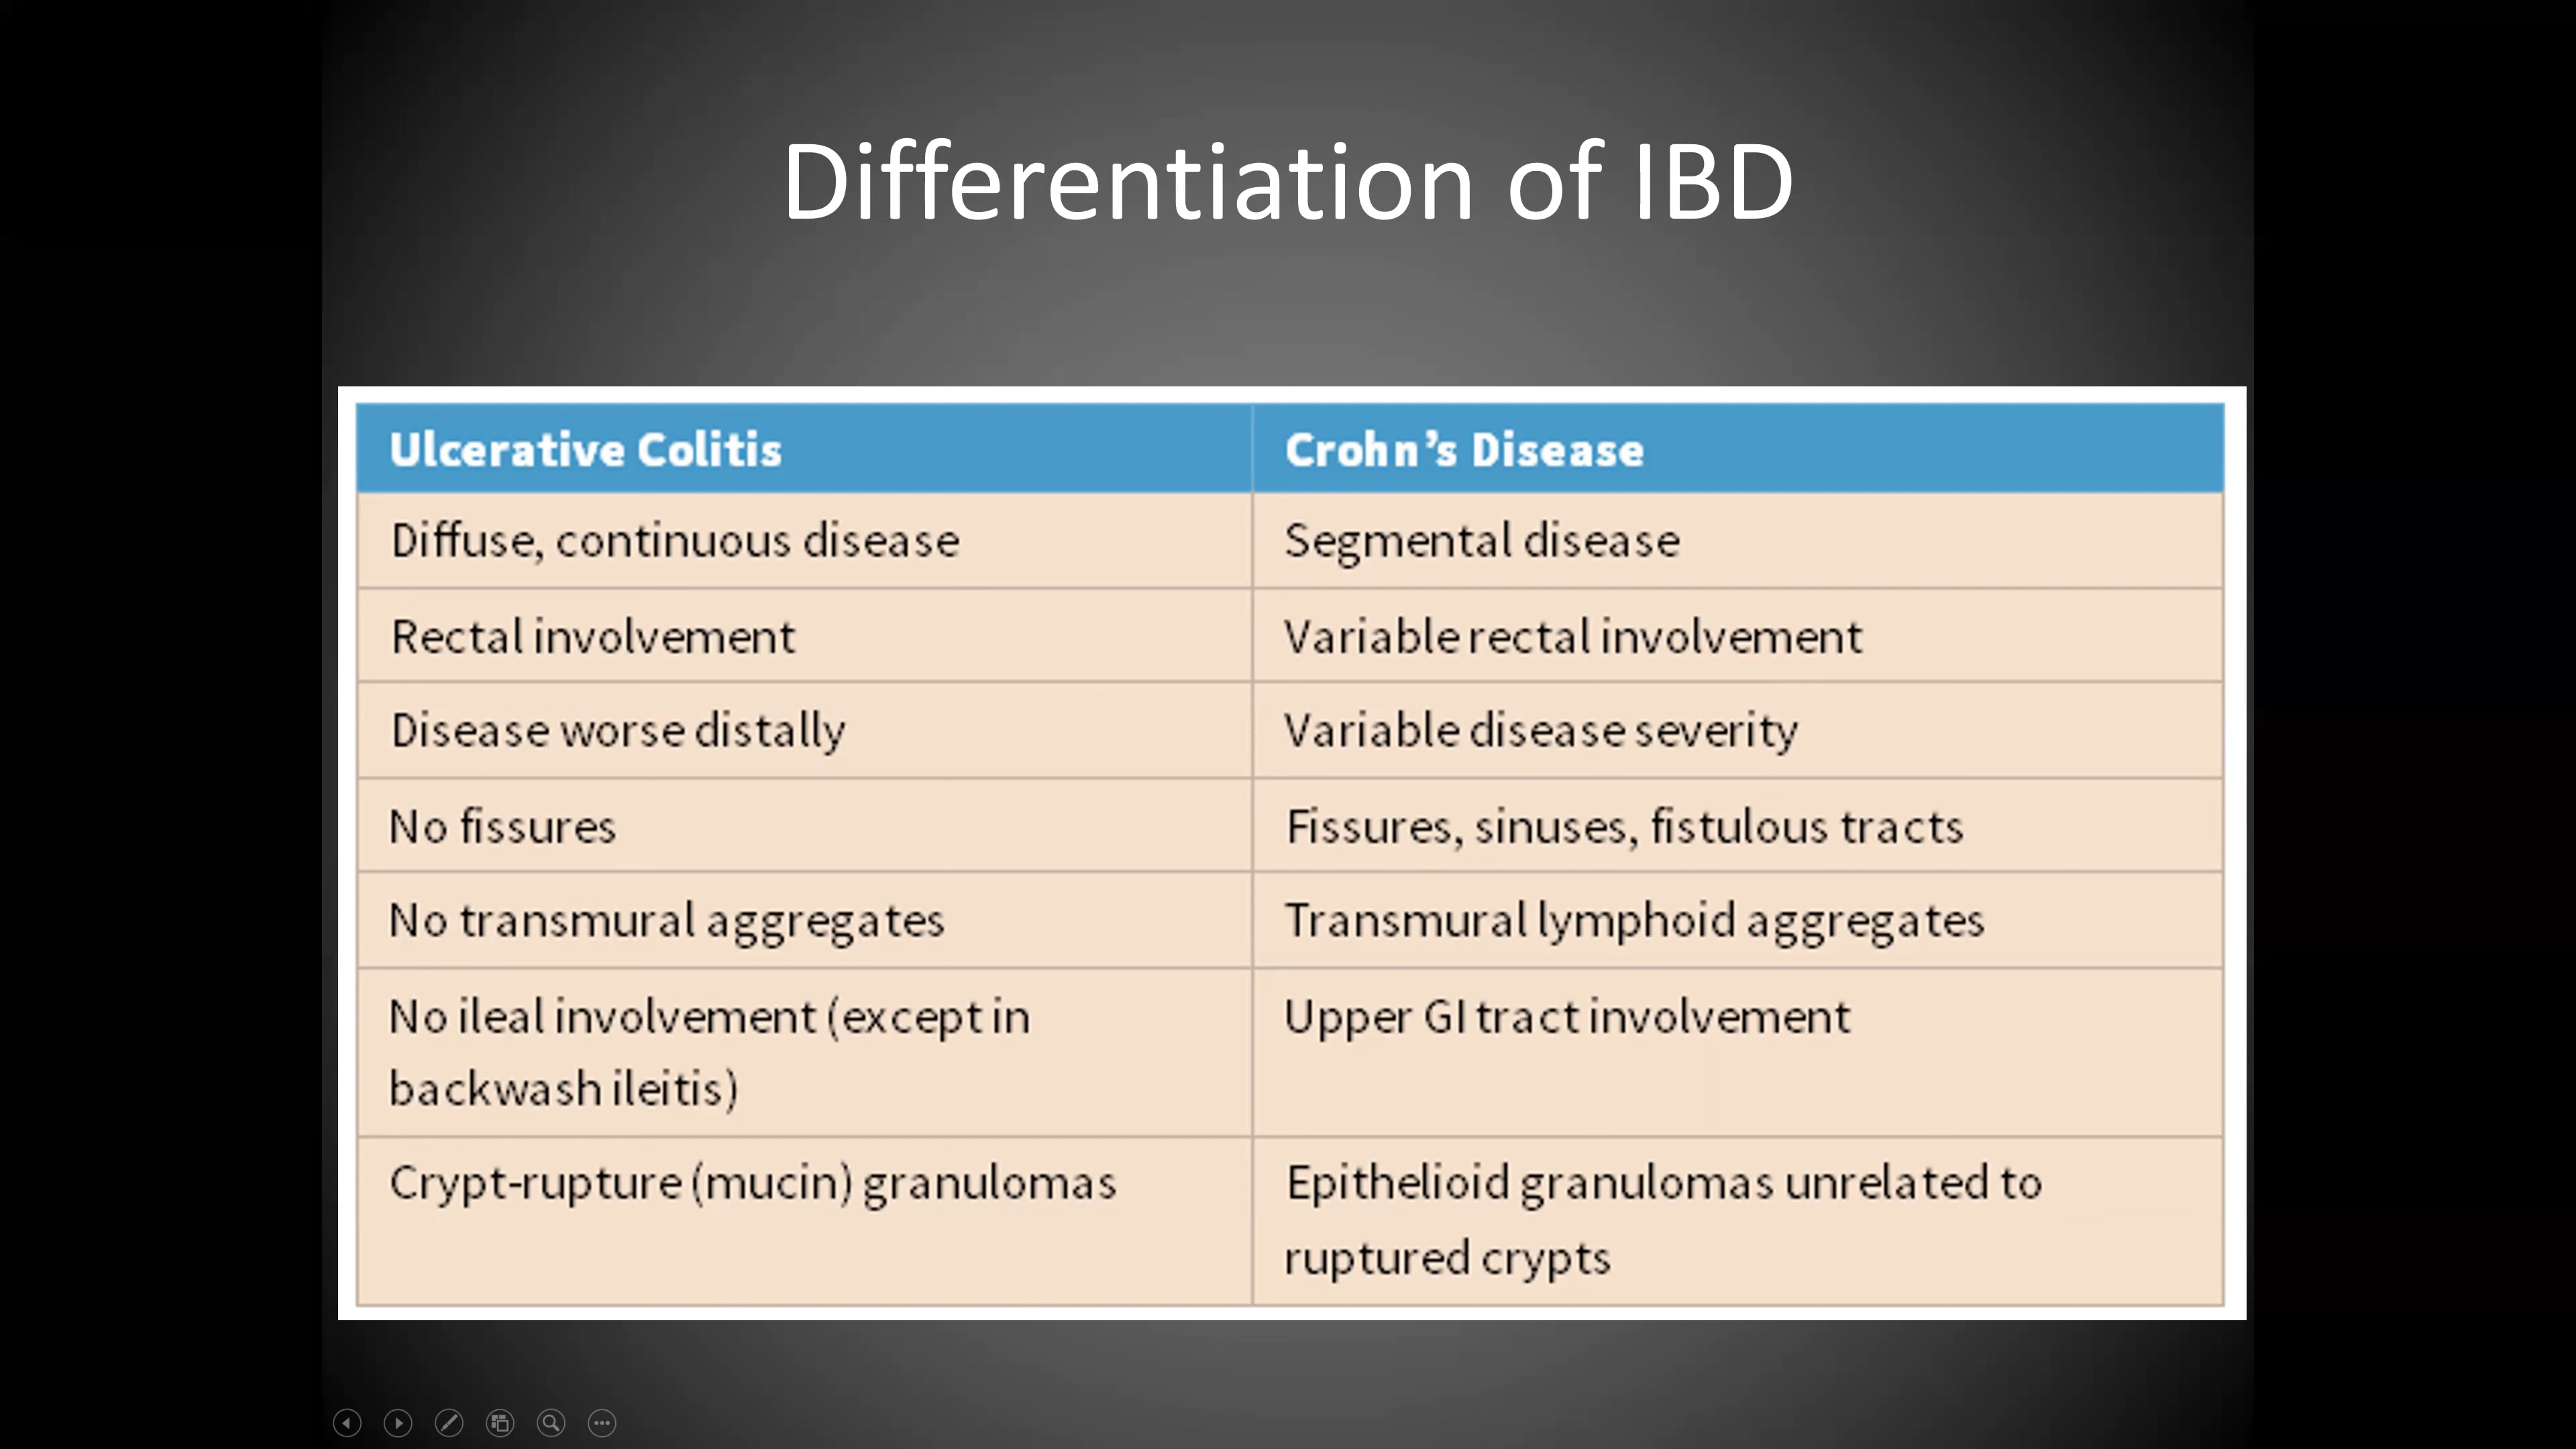 Differentiation of IBD
Ulcerative Colitis
Crohn’s Disease
Diffuse, continuous disease
Segmental disease
Rectal involvement
Variable rectal involvement
Disease worse distally
Variable disease severity
No fissures
Fissures, sinuses, fistulous tracts
No transmural aggregates
Transmural lymphoid aggregates
No ileal involvement (except in
backwash ileitis)
Upper GI tract involvement
Crypt-rupture (mucin) granulomas
Epithelioid granulomas unrelated to
ruptured crypts